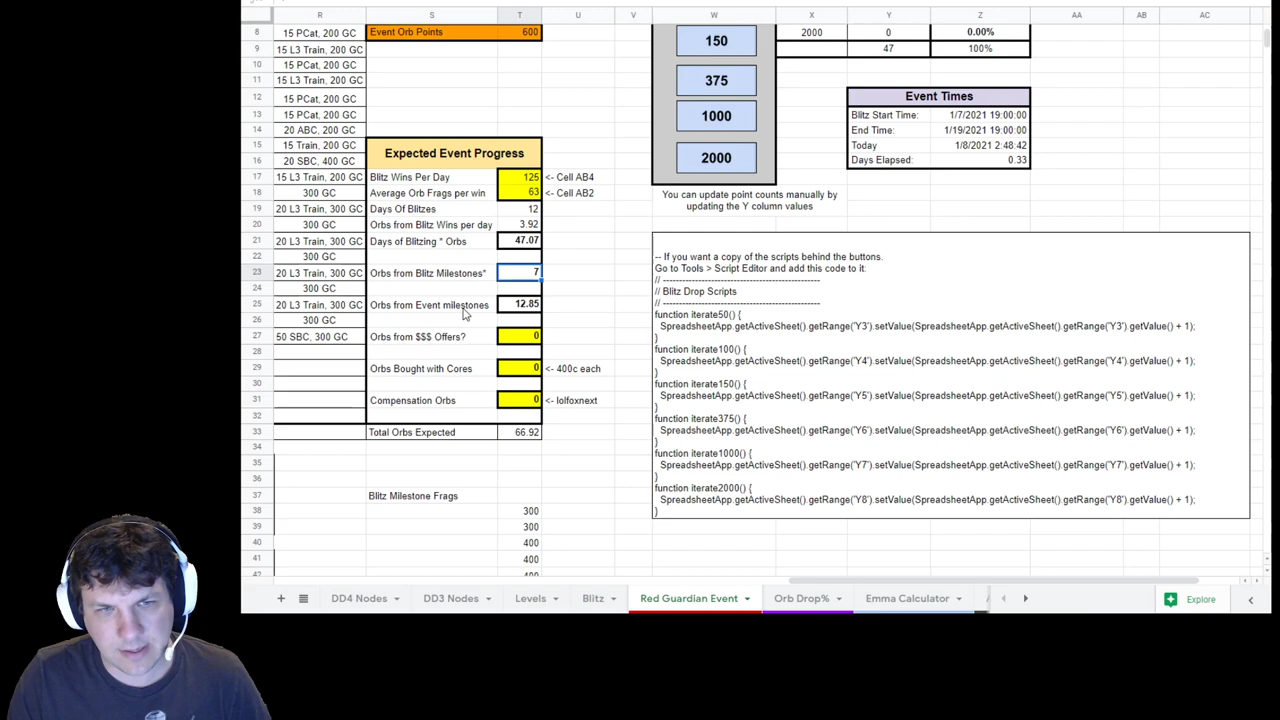 R S T U V W X Y Z AA AB AC
8 15 PCat, 200 GC Event Orb Points 600 2000 0 0.00%
9 15 L3 Train, 200 GC 150 47 100%
10 15 PCat, 200 GC
11 15 L3 Train, 200 GC 375
12 15 PCat, 200 GC Event Times
13 15 PCat, 200 GC 1000 Blitz Start Time: 1/7/2021 19:00:00
14 20 ABC, 200 GC End Time: 1/19/2021 19:00:00
15 15 Train, 200 GC Expected Event Progress Today 1/8/2021 2:48:42
16 20 SBC, 400 GC 2000 Days Elapsed: 0.33
17 15 L3 Train, 200 GC Blitz Wins Per Day 125 <- Cell AB4
18 300 GC Average Orb Frags per win 63 <- Cell AB2 You can update point counts manually by
19 20 L3 Train, 300 GC Days Of Blitzes 12 updating the Y column values
20 300 GC Orbs from Blitz Wins per day 3.92
21 20 L3 Train, 300 GC Days of Blitzing * Orbs 47.07
22 300 GC -- If you want a copy of the scripts behind the buttons.
23 20 L3 Train, 300 GC Orbs from Blitz Milestones* 7 Go to Tools > Script Editor and add this code to it:
24 300 GC // ----------------------------------------
// Blitz Drop Scripts
25 20 L3 Train, 300 GC Orbs from Event milestones 12.85 // ----------------------------------------
26 300 GC function iterate50() {
SpreadsheetApp.getActiveSheet().getRange('Y3').setValue(SpreadsheetApp.getActiveSheet().getRange('Y3').getValue() + 1);
27 50 SBC, 300 GC Orbs from $$$ Offers? 0 }
28 function iterate100() {
SpreadsheetApp.getActiveSheet().getRange('Y4').setValue(SpreadsheetApp.getActiveSheet().getRange('Y4').getValue() + 1);
29 Orbs Bought with Cores 0 <- 400c each }
30 function iterate150() {
SpreadsheetApp.getActiveSheet().getRange('Y5').setValue(SpreadsheetApp.getActiveSheet().getRange('Y5').getValue() + 1);
31 Compensation Orbs 0 <- lolfoxnext }
32 function iterate375() {
33 Total Orbs Expected 66.92 SpreadsheetApp.getActiveSheet().getRange('Y6').setValue(SpreadsheetApp.getActiveSheet().getRange('Y6').getValue() + 1);
34 }
function iterate1000() {
35 SpreadsheetApp.getActiveSheet().getRange('Y7').setValue(SpreadsheetApp.getActiveSheet().getRange('Y7').getValue() + 1);
36 }
function iterate2000() {
37 Blitz Milestone Frags SpreadsheetApp.getActiveSheet().getRange('Y8').setValue(SpreadsheetApp.getActiveSheet().getRange('Y8').getValue() + 1);
38 300 }
39 300
40 400
41 400
42 400
DD4 Nodes DD3 Nodes Levels Blitz Red Guardian Event Orb Drop% Emma Calculator Explore